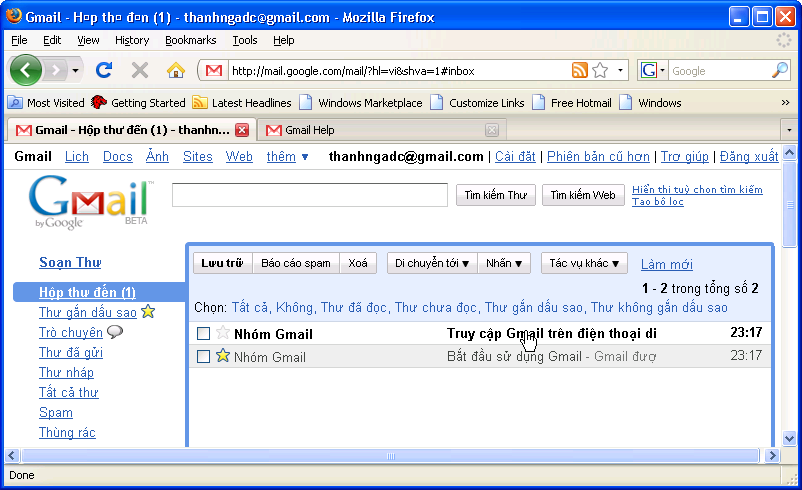 Gmail - Hợp thư đến (1) - thanhngadc@gmail.com - Mozilla Firefox
File Edit View History Bookmarks Tools Help
http://mail.google.com/mail/?hl=vi&shva=1#inbox
G Google
Most Visited Getting Started Latest Headlines Windows Marketplace Customize Links Free Hotmail Windows »
Gmail - Hộp thư đến (1) - thanhn... Gmail Help
Gmail Lịch Docs Ảnh Sites Web thêm ▼ thanhngadc@gmail.com | Cài đặt | Phiên bản cũ hơn | Trợ giúp | Đăng xuất
Gmail™
by Google BETA
Tìm kiếm Thư Tìm kiếm Web
Hiển thị tuỳ chọn tìm kiếm
Tạo bộ lọc
Soạn Thư
Hộp thư đến (1)
Thư gắn dấu sao
Trò chuyện
Thư đã gửi
Thư nháp
Tất cả thư
Spam
Thùng rác
Lưu trữ Báo cáo spam Xoá Di chuyển tới ▼ Nhãn ▼ Tác vụ khác ▼ Làm mới
1 - 2 trong tổng số 2
Chọn: Tất cả, Không, Thư đã đọc, Thư chưa đọc, Thư gắn dấu sao, Thư không gắn dấu sao
Nhóm Gmail Truy cập Gmail trên điện thoại di 23:17
Nhóm Gmail Bắt đầu sử dụng Gmail - Gmail đượ 23:17
Done